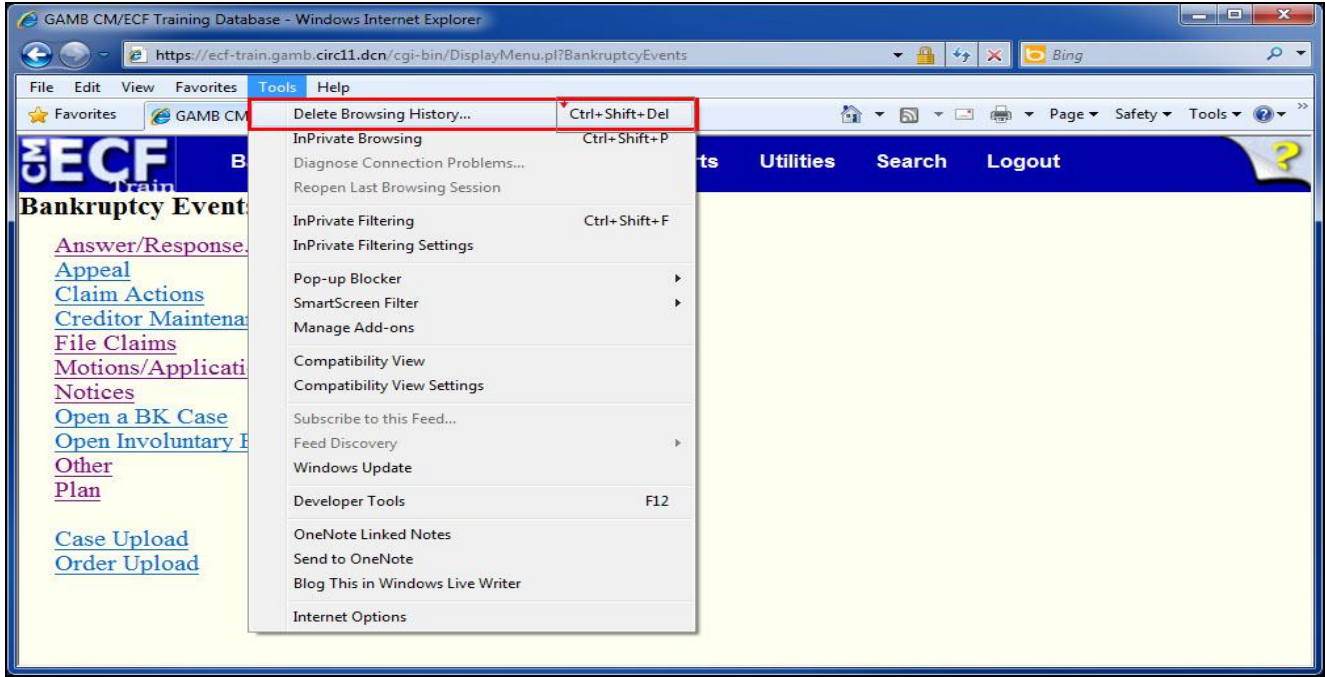 GAMB CM/ECF Training Database - Windows Internet Explorer
https://ecf-train.gamb.circ11.dcn/cgi-bin/DisplayMenu.pl?BankruptcyEvents
Bing
File Edit View Favorites Tools Help
Favorites GAMB CM Page Safety Tools
CM ECF Train B ts Utilities Search Logout ?
Bankruptcy Event
Answer/Response.
Appeal
Claim Actions
Creditor Maintena
File Claims
Motions/Applicati
Notices
Open a BK Case
Open Involuntary
Other
Plan
Case Upload
Order Upload
Delete Browsing History... Ctrl+Shift+Del
InPrivate Browsing Ctrl+Shift+P
Diagnose Connection Problems...
Reopen Last Browsing Session
InPrivate Filtering Ctrl+Shift+F
InPrivate Filtering Settings
Pop-up Blocker
SmartScreen Filter
Manage Add-ons
Compatibility View
Compatibility View Settings
Subscribe to this Feed...
Feed Discovery
Windows Update
Developer Tools F12
OneNote Linked Notes
Send to OneNote
Blog This in Windows Live Writer
Internet Options